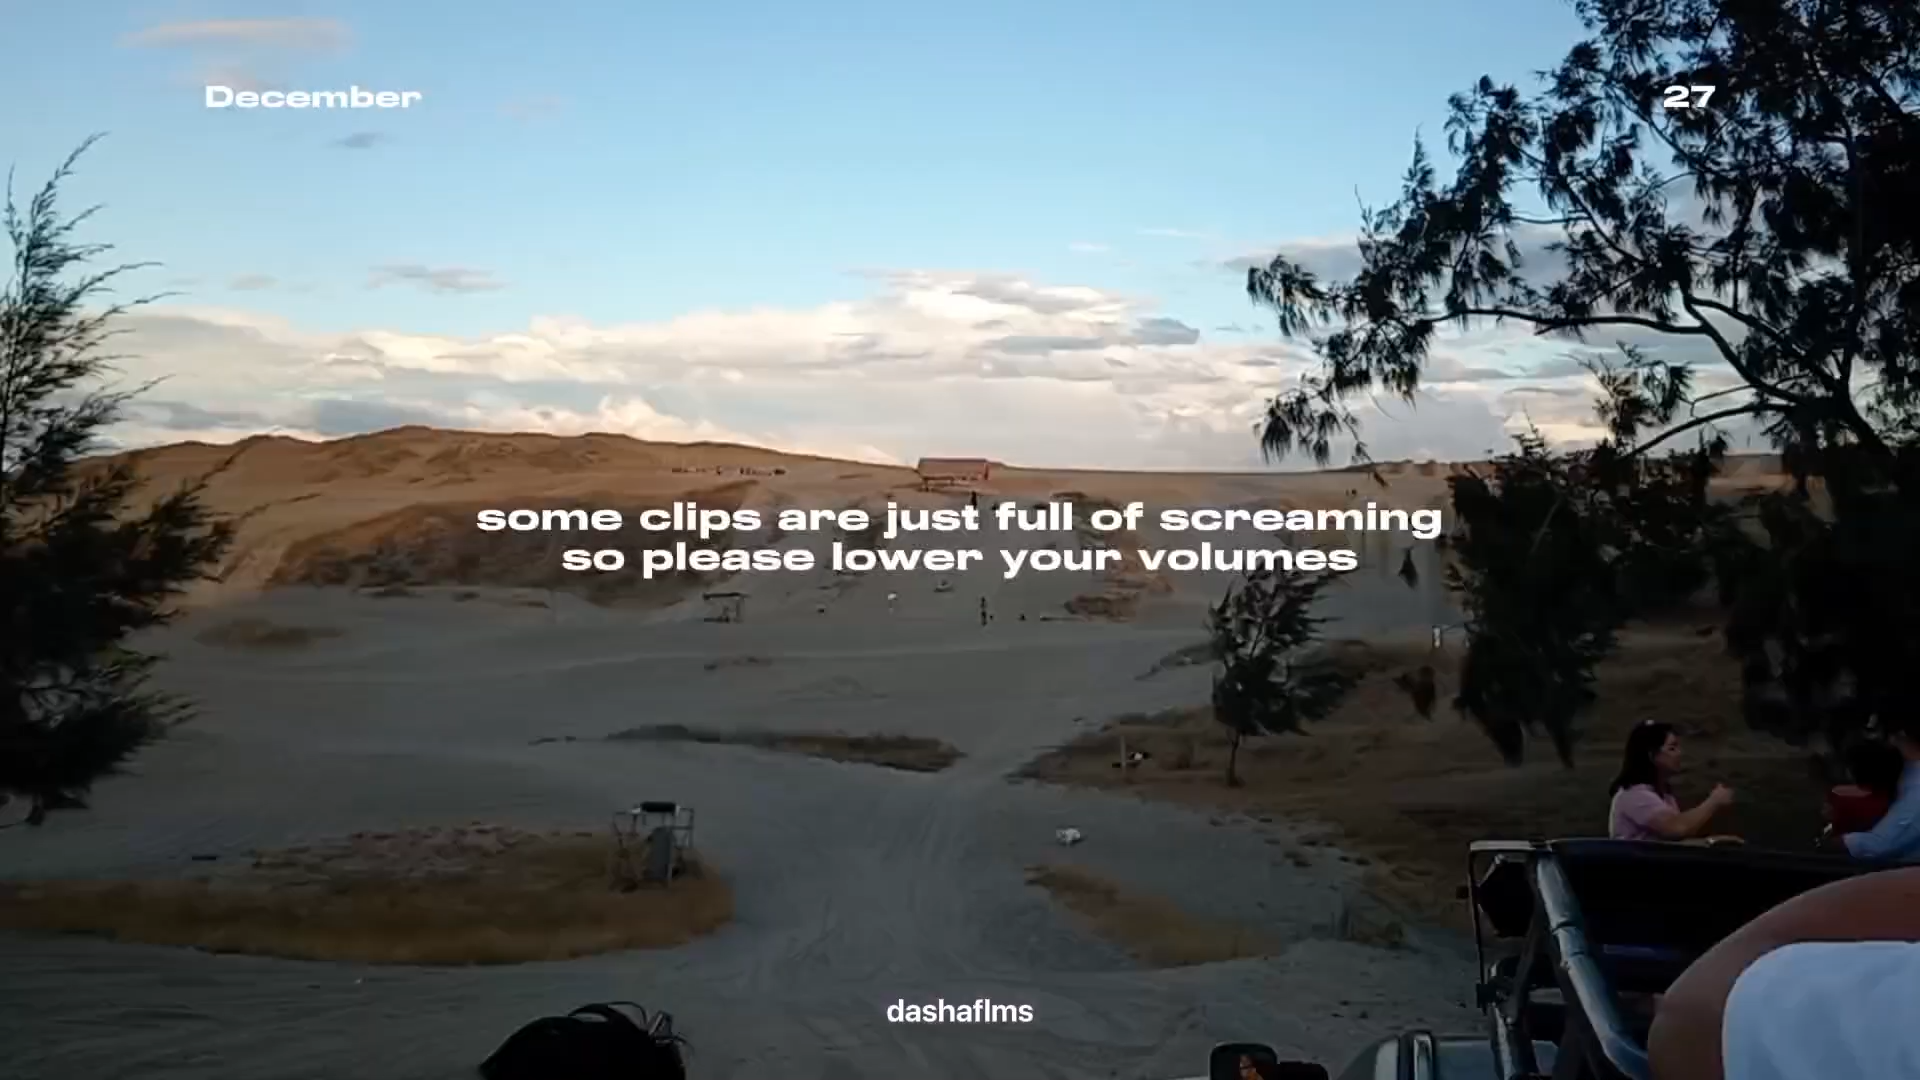 December
27
some clips are just full of screaming
so please lower your volumes
dashaflms